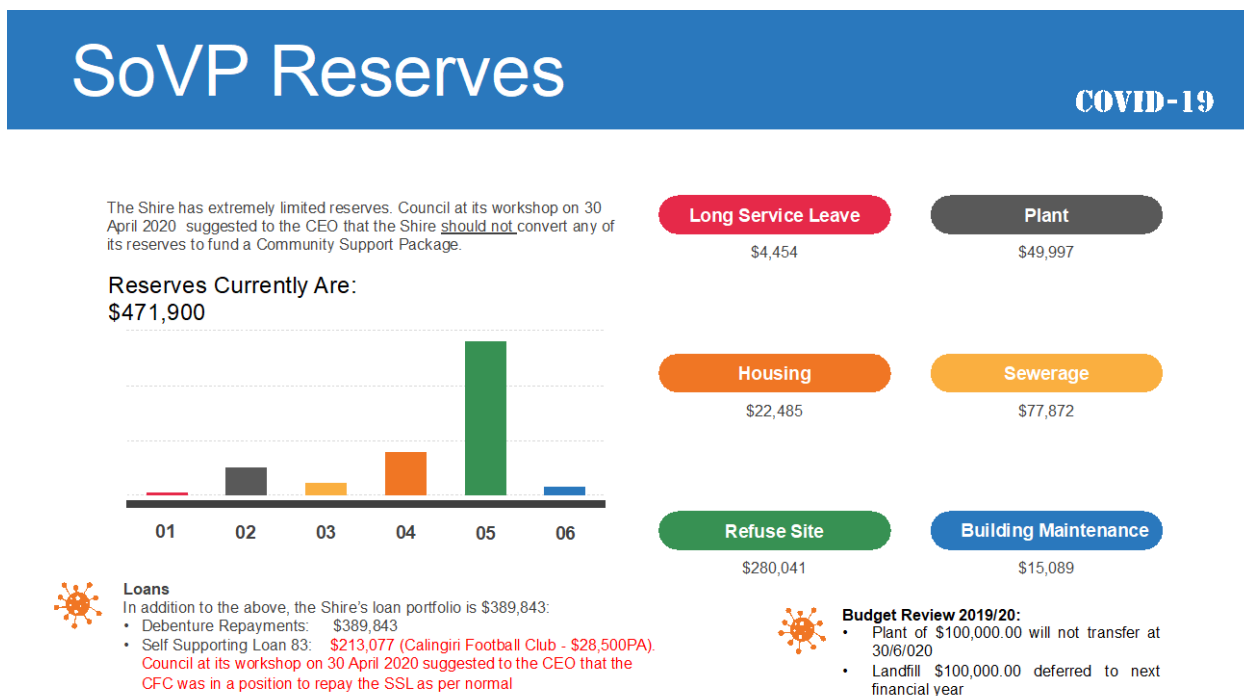 SoVP Reserves
COVID-19
The Shire has extremely limited reserves. Council at its workshop on 30
April 2020 suggested to the CEO that the Shire should not convert any of
its reserves to fund a Community Support Package.
Reserves Currently Are:
$471,900
01 02 03 04 05 06
Long Service Leave
$4,454
Plant
$49,997
Housing
$22,485
Sewerage
$77,872
Refuse Site
$280,041
Building Maintenance
$15,089
Loans
In addition to the above, the Shire's loan portfolio is $389,843:
• Debenture Repayments: $389,843
• Self Supporting Loan 83: $213,077 (Calingiri Football Club - $28,500PA).
Council at its workshop on 30 April 2020 suggested to the CEO that the
CFC was in a position to repay the SSL as per normal
Budget Review 2019/20:
• Plant of $100,000.00 will not transfer at
30/6/020
• Landfill $100,000.00 deferred to next
financial year